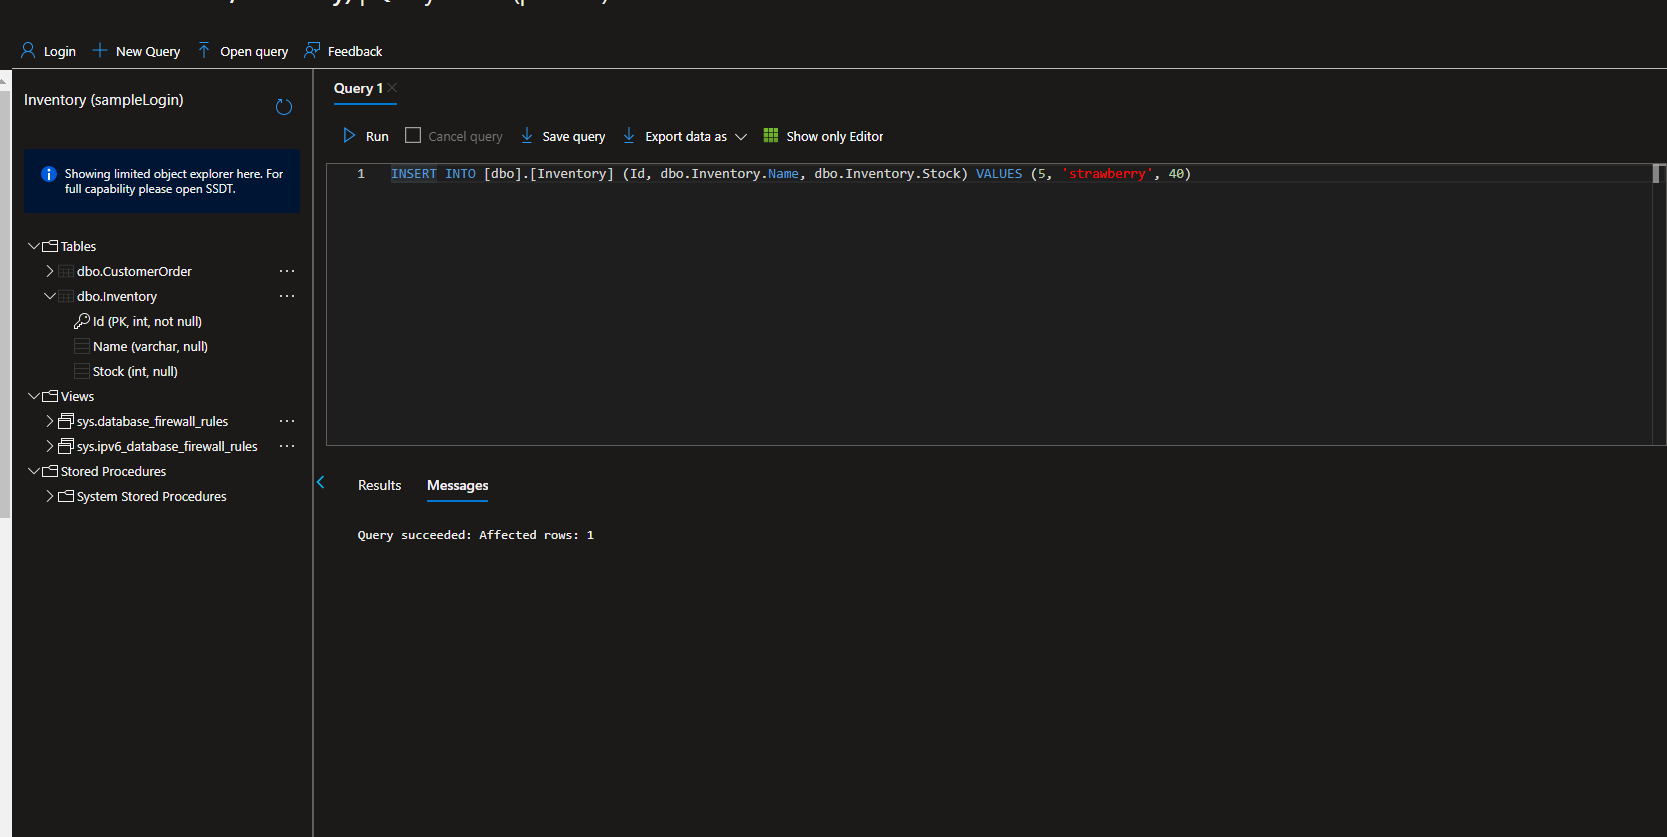 Login
New Query
Open query
Feedback
Inventory (sampleLogin)
Showing limited object explorer here. For
full capability please open SSDT.
Tables
dbo.CustomerOrder
...
dbo.Inventory
...
Id (PK, int, not null)
Name (varchar, null)
Stock (int, null)
Views
sys.database_firewall_rules
...
sys.ipv6_database_firewall_rules
...
Stored Procedures
System Stored Procedures
Query 1
Run
Cancel query
Save query
Export data as
Show only Editor
1 INSERT INTO [dbo].[Inventory] (Id, dbo.Inventory.Name, dbo.Inventory.Stock) VALUES (5, 'strawberry', 40)
Results
Messages
Query succeeded: Affected rows: 1